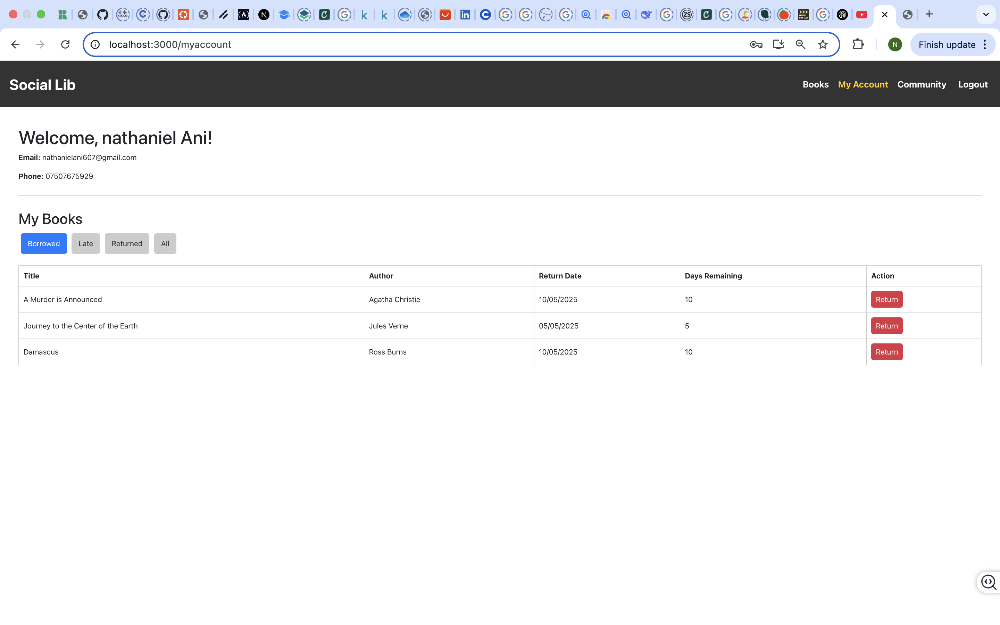 localhost:3000/myaccount
Finish update
N
Social Lib
Books My Account Community Logout
Welcome, nathaniel Ani!
Email: nathanielani607@gmail.com
Phone: 07507675929
My Books
Borrowed Late Returned All
Title Author Return Date Days Remaining Action
A Murder is Announced Agatha Christie 10/05/2025 10 Return
Journey to the Center of the Earth Jules Verne 05/05/2025 5 Return
Damascus Ross Burns 10/05/2025 10 Return